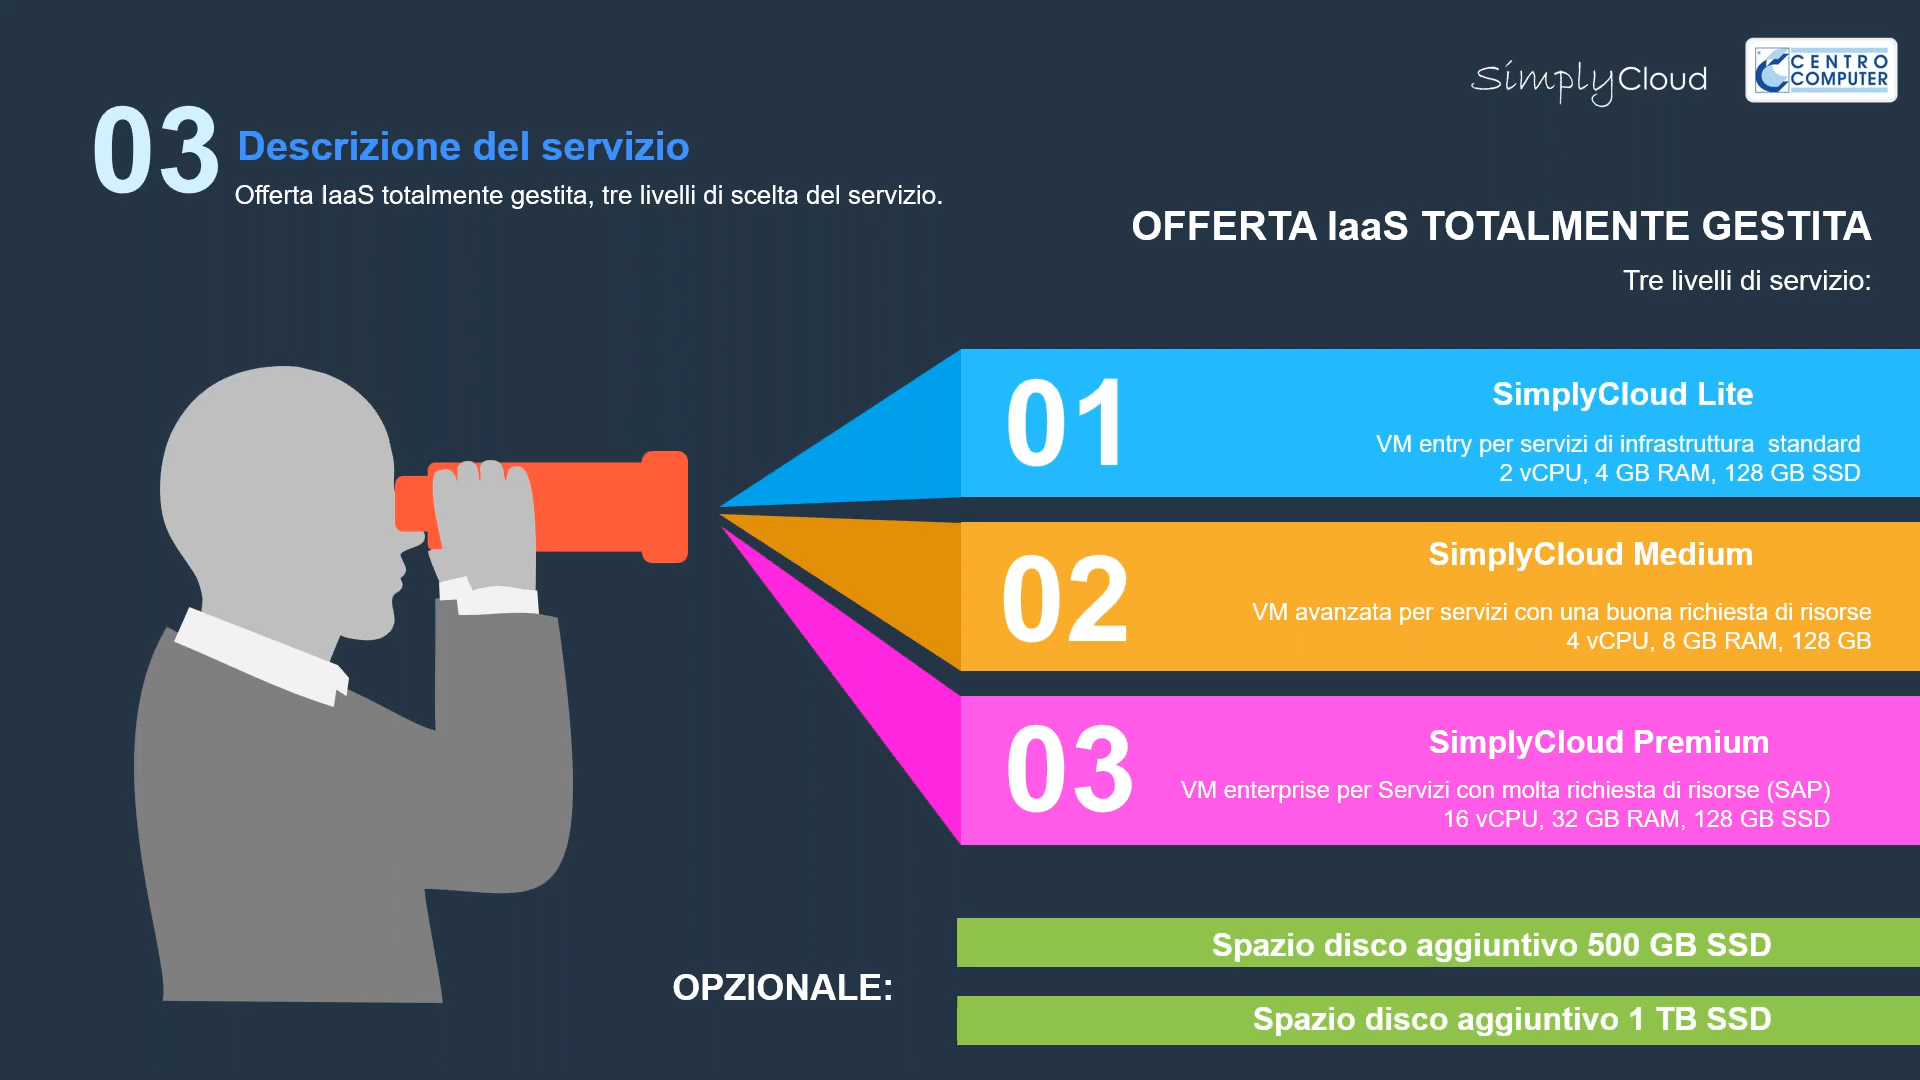 SimplyCloud
CENTRO
COMPUTER
03
Descrizione del servizio
Offerta IaaS totalmente gestita, tre livelli di scelta del servizio.
OFFERTA IaaS TOTALMENTE GESTITA
Tre livelli di servizio:
01
SimplyCloud Lite
VM entry per servizi di infrastruttura  standard
2 vCPU, 4 GB RAM, 128 GB SSD
02
SimplyCloud Medium
VM avanzata per servizi con una buona richiesta di risorse
4 vCPU, 8 GB RAM, 128 GB
03
SimplyCloud Premium
VM enterprise per Servizi con molta richiesta di risorse (SAP)
16 vCPU, 32 GB RAM, 128 GB SSD
OPZIONALE:
Spazio disco aggiuntivo 500 GB SSD
Spazio disco aggiuntivo 1 TB SSD